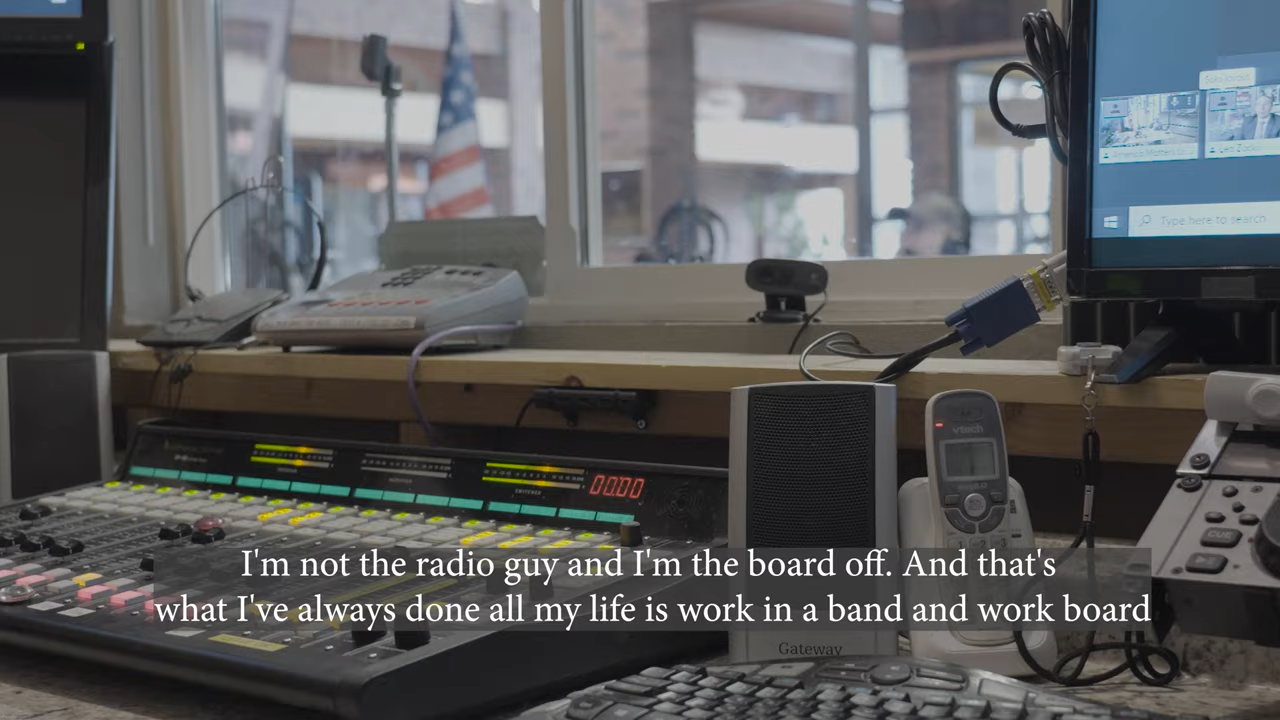 Type here to search
vtech
00.00
CUE
I'm not the radio guy and I'm the board off. And that's
what I've always done all my life is work in a band and work board
Gateway